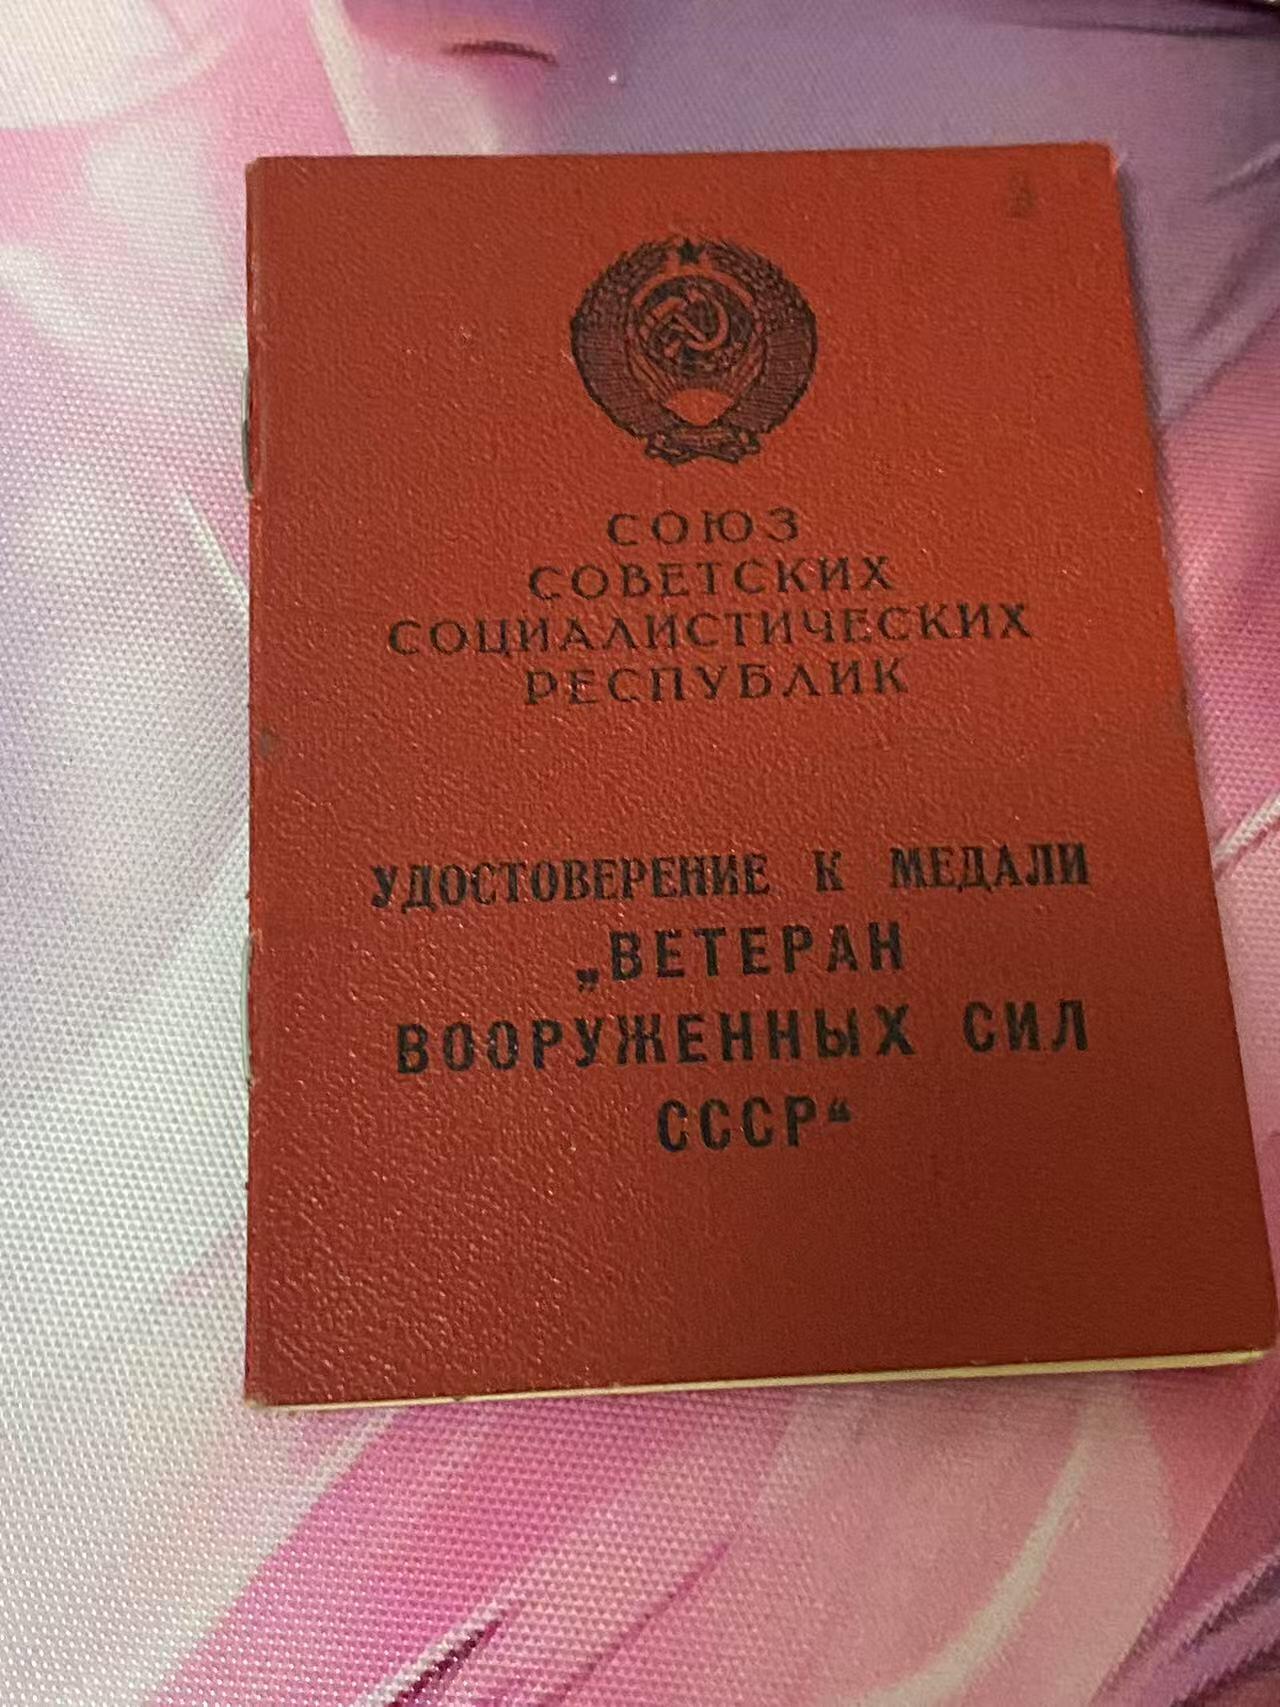 СОЮЗ
СОВЕТСКИХ
СОЦИАЛИСТИЧЕСКИХ
РЕСПУБЛИК
УДОСТОВЕРЕНИЕ К МЕДАЛИ
„ВЕТЕРАН
ВООРУЖЕННЫХ СИЛ
СССР“